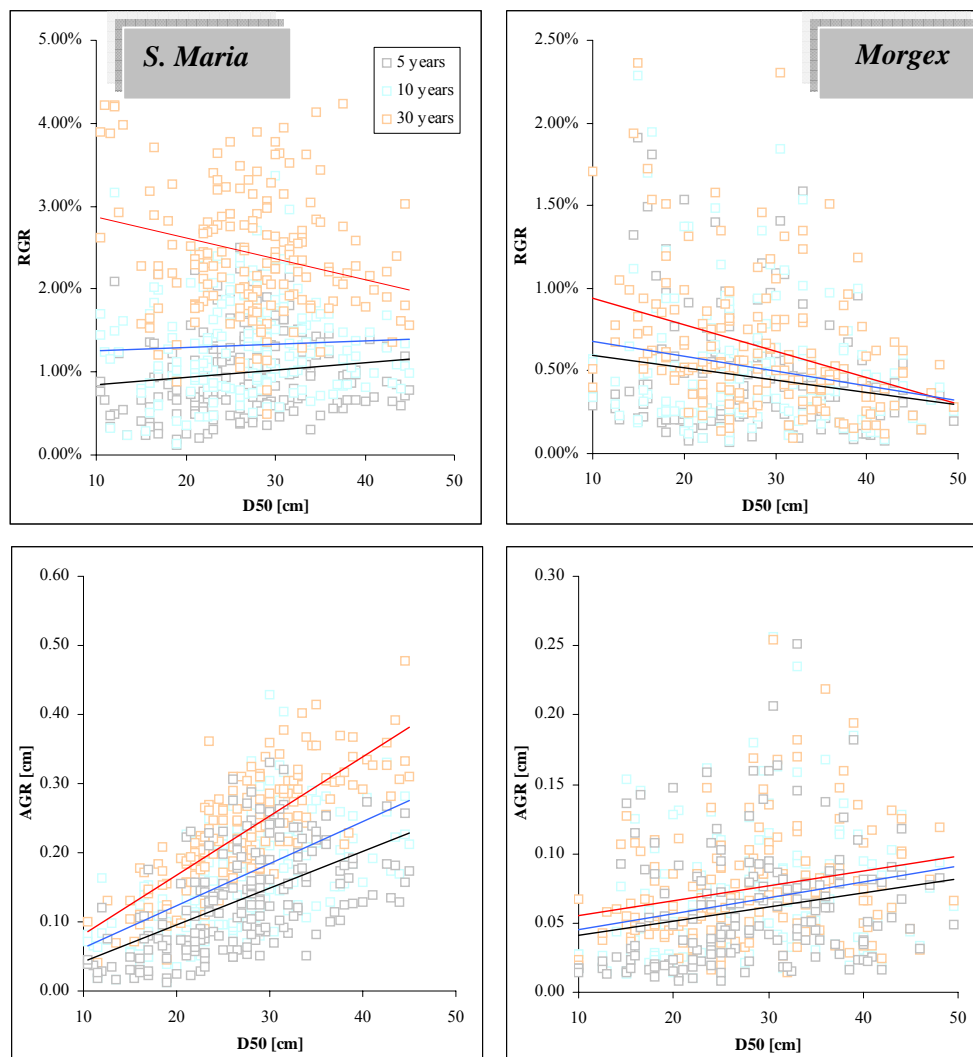 S. Maria
5 years
10 years
30 years
5.00%
4.00%
3.00%
2.00%
1.00%
0.00%
RGR
10 20 30 40 50
D50 [cm]
Morgex
2.50%
2.00%
1.50%
1.00%
0.50%
0.00%
RGR
10 20 30 40 50
D50 [cm]
0.60
0.50
0.40
0.30
0.20
0.10
0.00
AGR [cm]
10 20 30 40 50
D50 [cm]
0.30
0.25
0.20
0.15
0.10
0.05
0.00
AGR [cm]
10 20 30 40 50
D50 [cm]